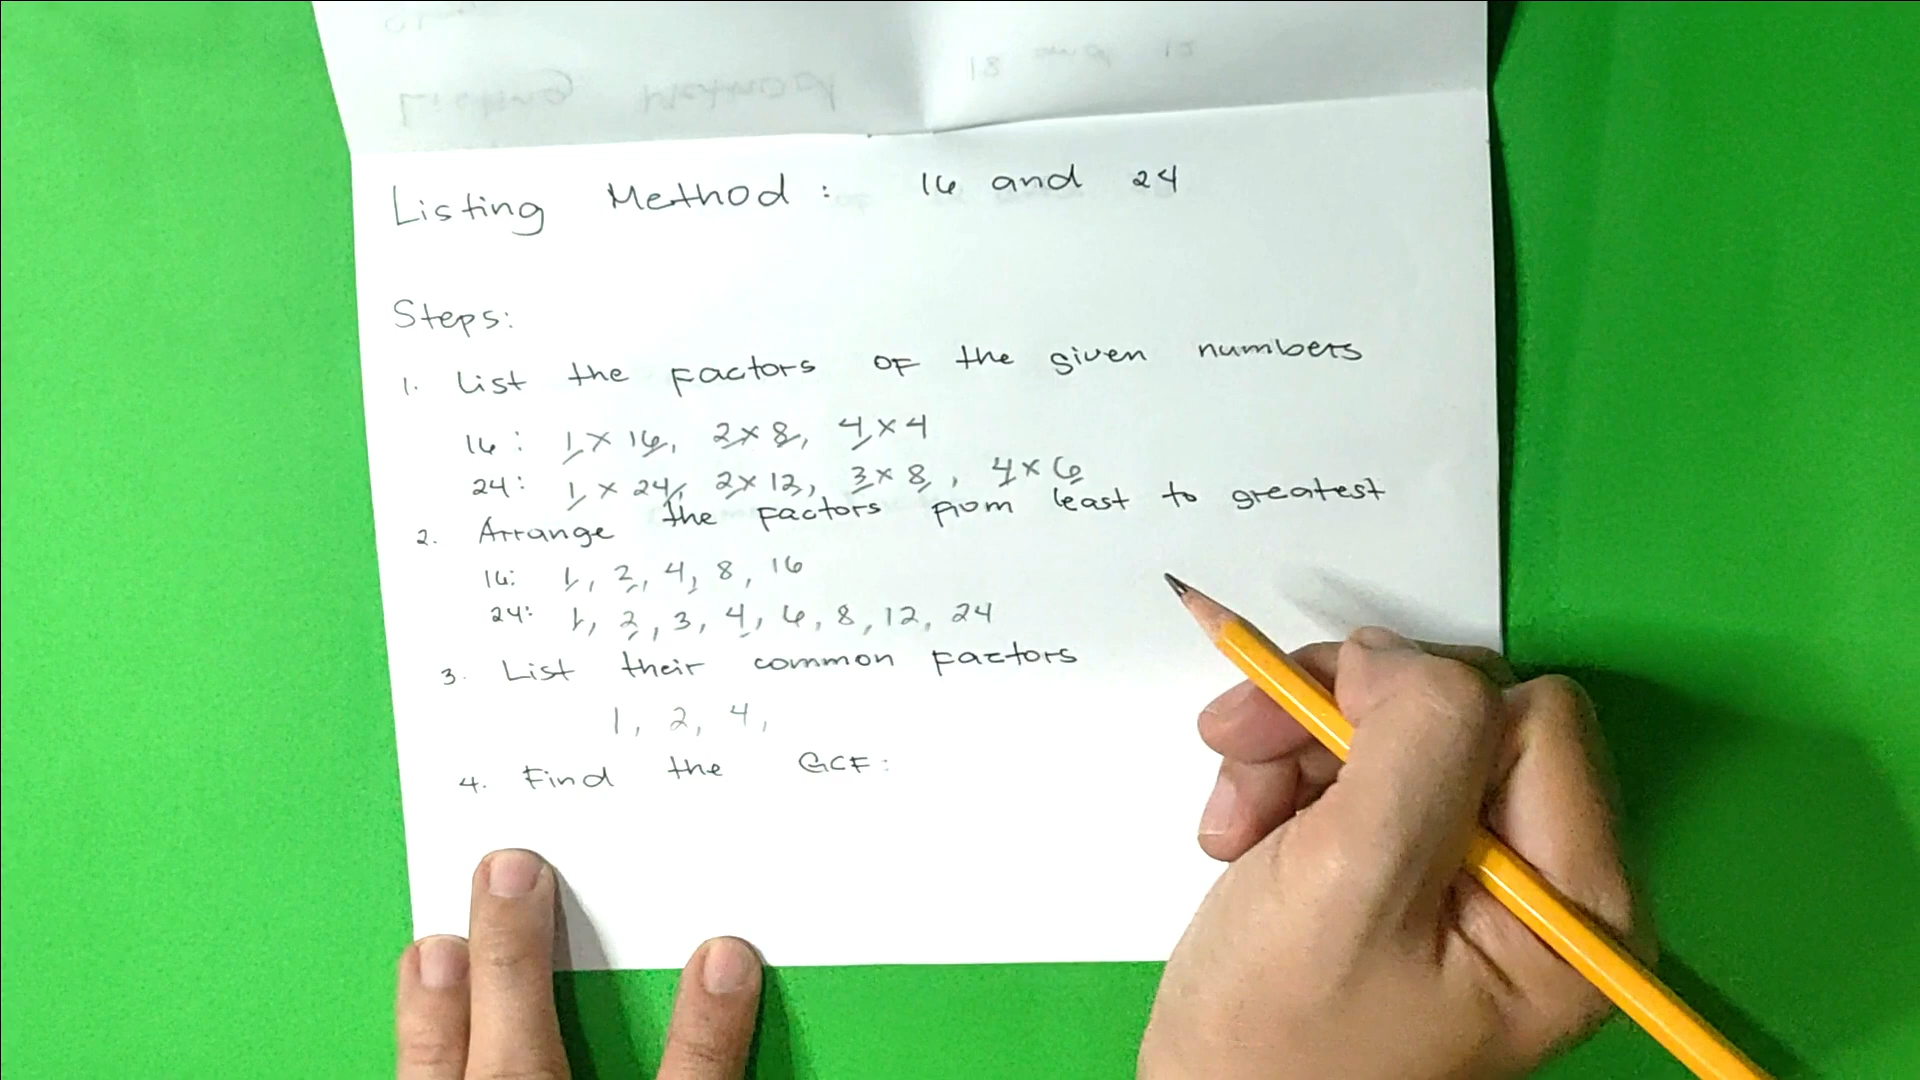 Listing Method : 16 and 24
Steps:
1. List the factors of the given numbers
16 : 1 x 16, 2 x 8, 4 x 4
24 : 1 x 24, 2 x 12, 3 x 8, 4 x 6
2. Arrange the factors from least to greatest
16: 1, 2, 4, 8, 16
24: 1, 2, 3, 4, 6, 8, 12, 24
3. List their common factors
1, 2, 4,
4. Find the GCF: